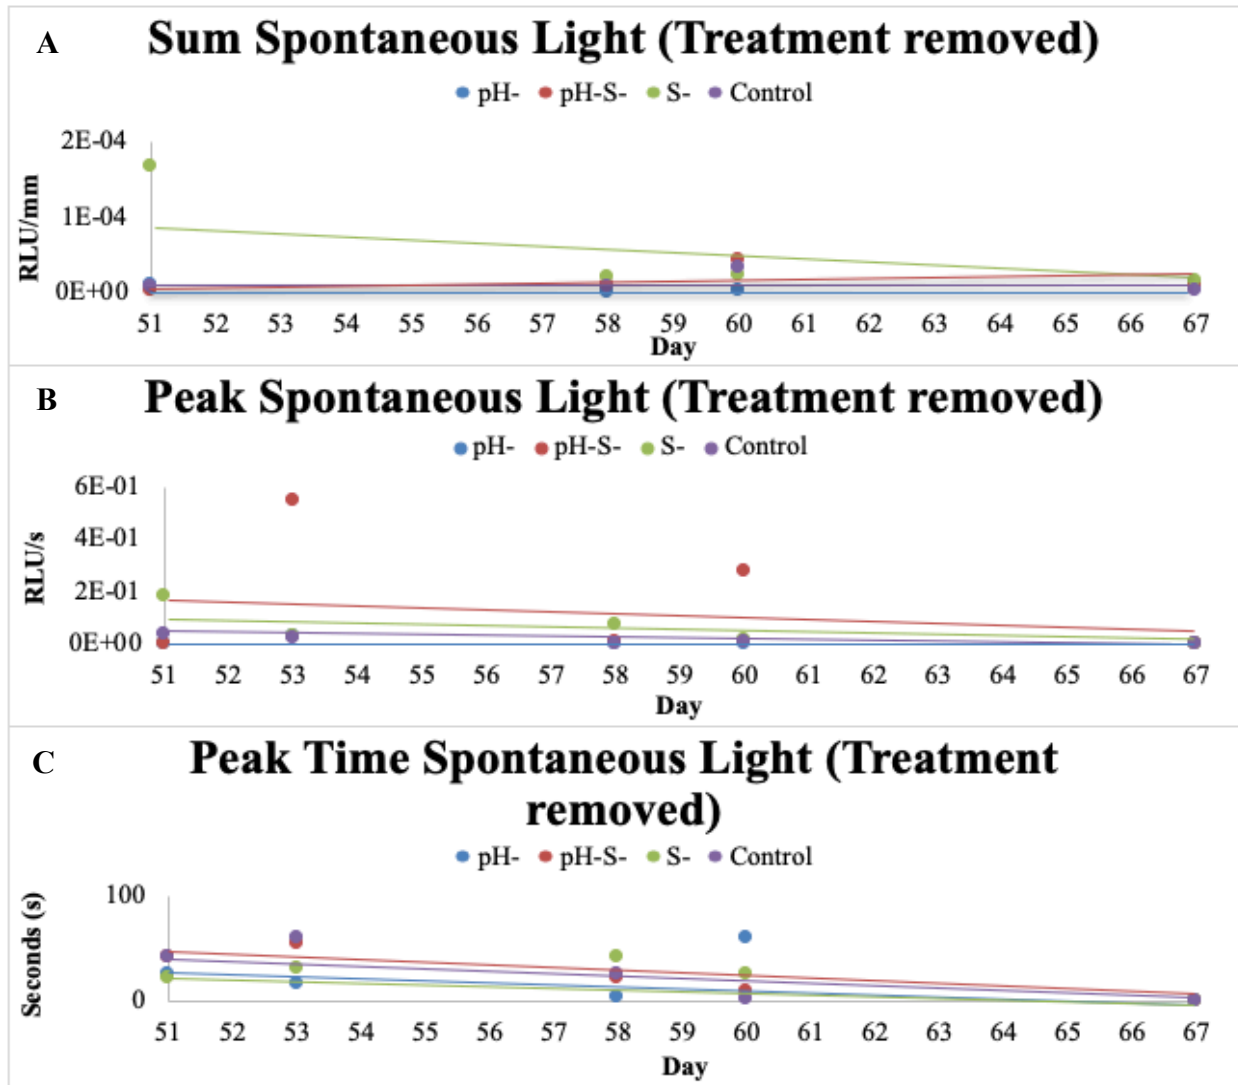 A
Sum Spontaneous Light (Treatment removed)
pH- pH-S- S- Control
2E-04
1E-04
0E+00
RLU/mm
51 52 53 54 55 56 57 58 59 60 61 62 63 64 65 66 67
Day
B
Peak Spontaneous Light (Treatment removed)
pH- pH-S- S- Control
6E-01
4E-01
2E-01
0E+00
RLU/s
51 52 53 54 55 56 57 58 59 60 61 62 63 64 65 66 67
Day
C
Peak Time Spontaneous Light (Treatment
removed)
pH- pH-S- S- Control
100
0
Seconds (s)
51 52 53 54 55 56 57 58 59 60 61 62 63 64 65 66 67
Day